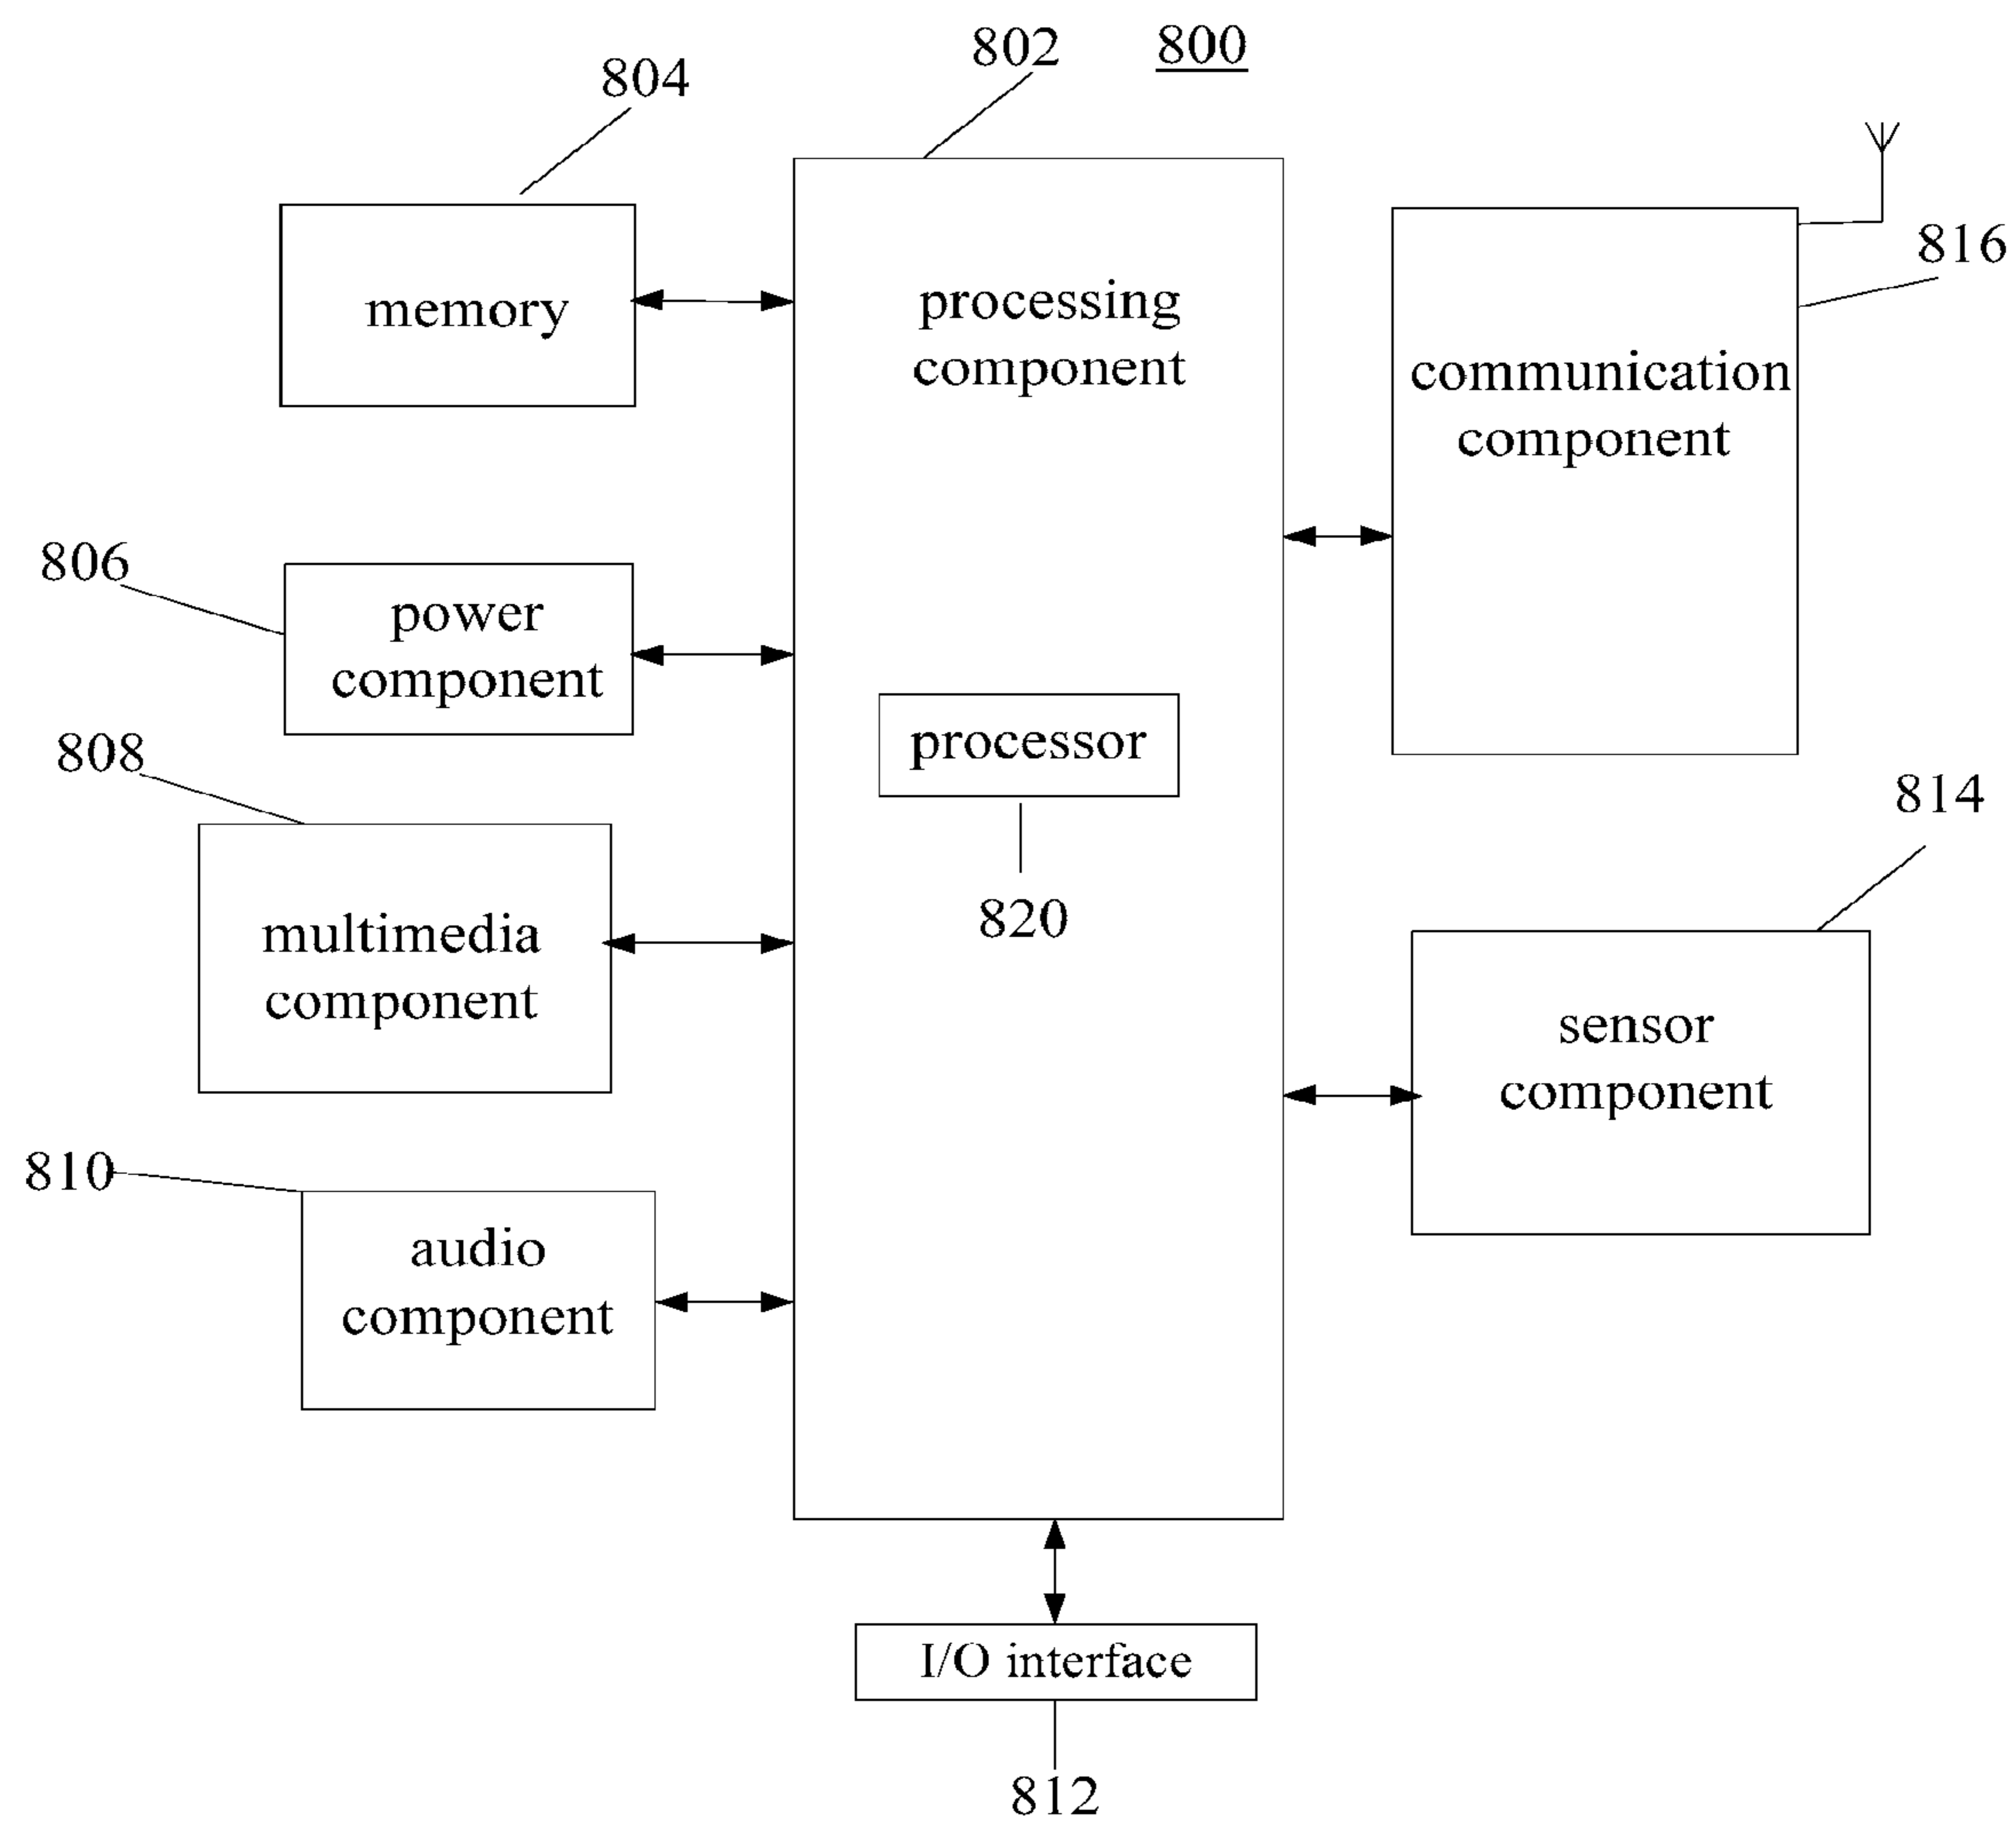 802
800
804
816
memory
processing
component
communication
component
806
power
component
808
processor
814
820
multimedia
component
sensor
component
810
audio
component
I/O interface
812